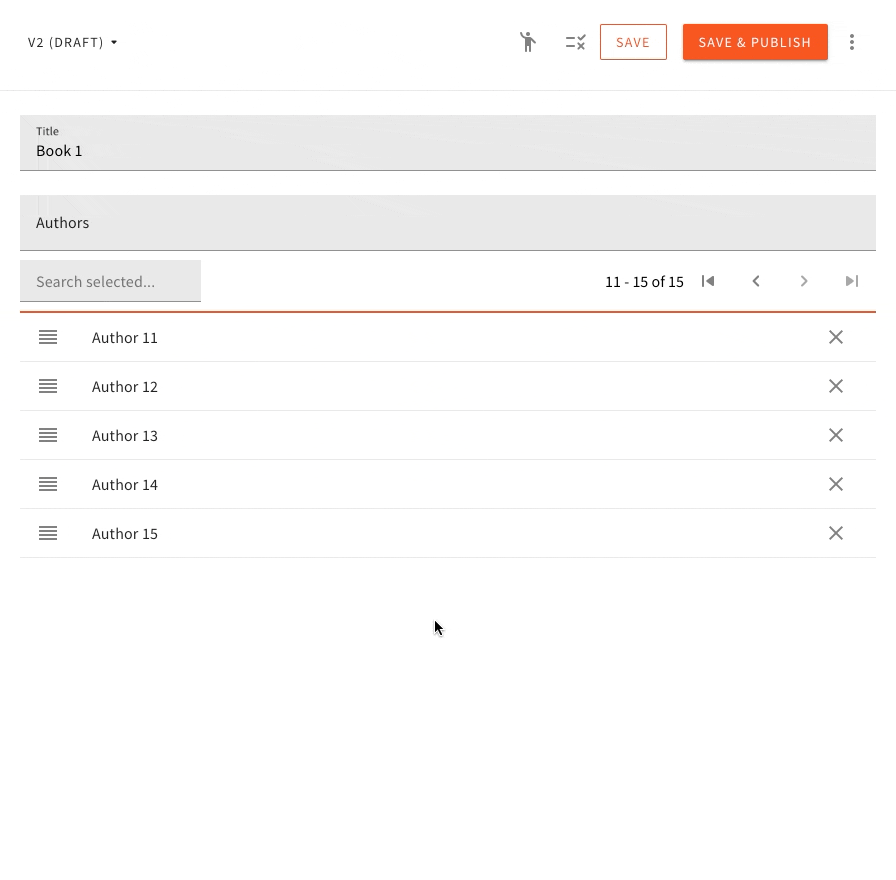 V2 (DRAFT)
SAVE
SAVE & PUBLISH
Title
Book 1
Authors
Search selected...
11 - 15 of 15
Author 11
Author 12
Author 13
Author 14
Author 15